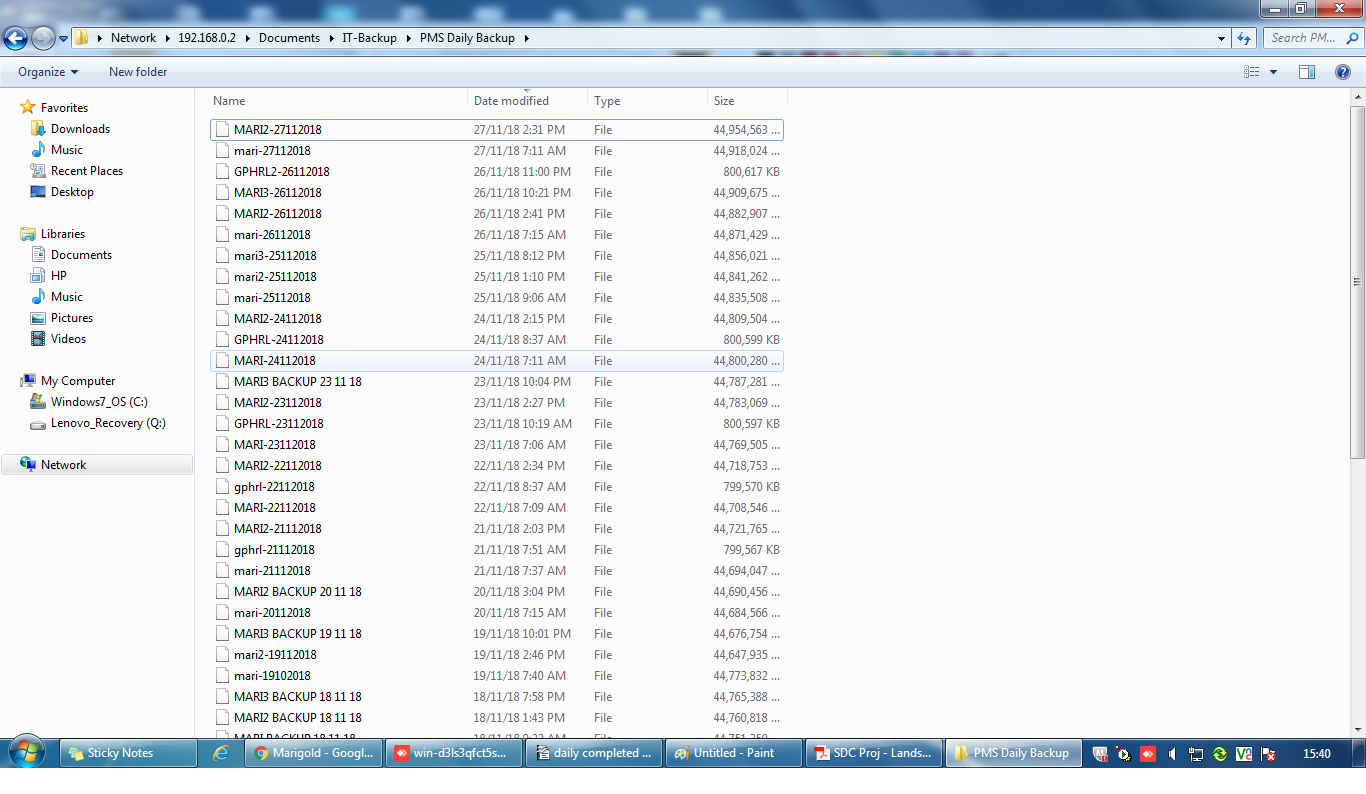 Network 192.168.0.2 Documents IT-Backup PMS Daily Backup
Search PM...
Organize New folder
Favorites
Downloads
Music
Recent Places
Desktop
Libraries
Documents
HP
Music
Pictures
Videos
My Computer
Windows7_OS (C:)
Lenovo_Recovery (Q:)
Network
Name Date modified Type Size
MARI2-27112018 27/11/18 2:31 PM File 44,954,563 ...
mari-27112018 27/11/18 7:11 AM File 44,918,024 ...
GPHRL2-26112018 26/11/18 11:00 PM File 800,617 KB
MARI3-26112018 26/11/18 10:21 PM File 44,909,675 ...
MARI2-26112018 26/11/18 2:41 PM File 44,882,907 ...
mari-26112018 26/11/18 7:15 AM File 44,871,429 ...
mari3-25112018 25/11/18 8:12 PM File 44,856,021 ...
mari2-25112018 25/11/18 1:10 PM File 44,841,262 ...
mari-25112018 25/11/18 9:06 AM File 44,835,508 ...
MARI2-24112018 24/11/18 2:15 PM File 44,809,504 ...
GPHRL-24112018 24/11/18 8:37 AM File 800,599 KB
MARI-24112018 24/11/18 7:11 AM File 44,800,280 ...
MARI3 BACKUP 23 11 18 23/11/18 10:04 PM File 44,787,281 ...
MARI2-23112018 23/11/18 2:27 PM File 44,783,069 ...
GPHRL-23112018 23/11/18 10:19 AM File 800,597 KB
MARI-23112018 23/11/18 7:06 AM File 44,769,505 ...
MARI2-22112018 22/11/18 2:34 PM File 44,718,753 ...
gphrl-22112018 22/11/18 8:37 AM File 799,570 KB
MARI-22112018 22/11/18 7:09 AM File 44,708,546 ...
MARI2-21112018 21/11/18 2:03 PM File 44,721,765 ...
gphrl-21112018 21/11/18 7:51 AM File 799,567 KB
mari-21112018 21/11/18 7:37 AM File 44,694,047 ...
MARI2 BACKUP 20 11 18 20/11/18 3:04 PM File 44,690,456 ...
mari-20112018 20/11/18 7:15 AM File 44,684,566 ...
MARI3 BACKUP 19 11 18 19/11/18 10:01 PM File 44,676,754 ...
mari2-19112018 19/11/18 2:46 PM File 44,647,935 ...
mari-19102018 19/11/18 7:40 AM File 44,773,832 ...
MARI3 BACKUP 18 11 18 18/11/18 7:58 PM File 44,765,388 ...
MARI2 BACKUP 18 11 18 18/11/18 1:43 PM File 44,760,818 ...
Sticky Notes Marigold - Googl... win-d3ls3qfct5s... daily completed ... Untitled - Paint SDC Proj - Lands... PMS Daily Backup 15:40